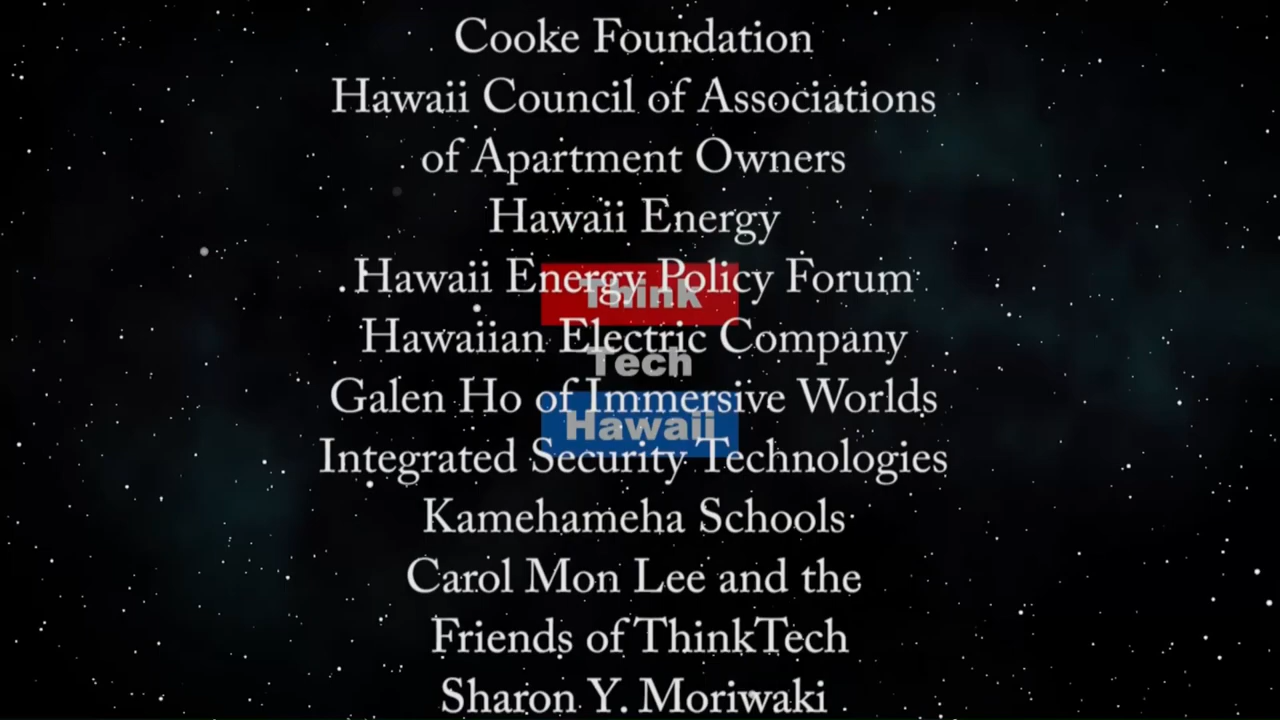 Cooke Foundation
Hawaii Council of Associations
of Apartment Owners
Hawaii Energy
Hawaii Energy Policy Forum
Think
Hawaiian Electric Company
Tech
Galen Ho of Immersive Worlds
Hawaii
Integrated Security Technologies
Kamehameha Schools
Carol Mon Lee and the
Friends of ThinkTech
Sharon Y. Moriwaki